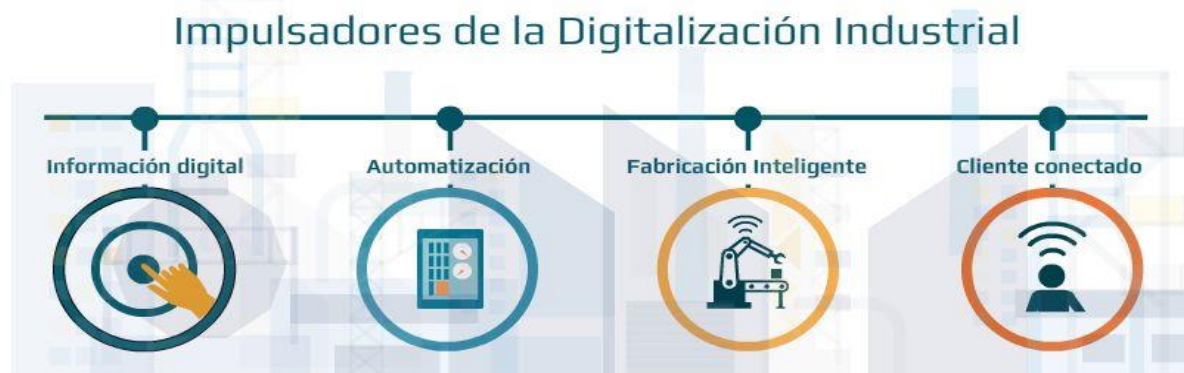 Impulsadores de la Digitalización Industrial
Información digital
Automatización
Fabricación Inteligente
Cliente conectado